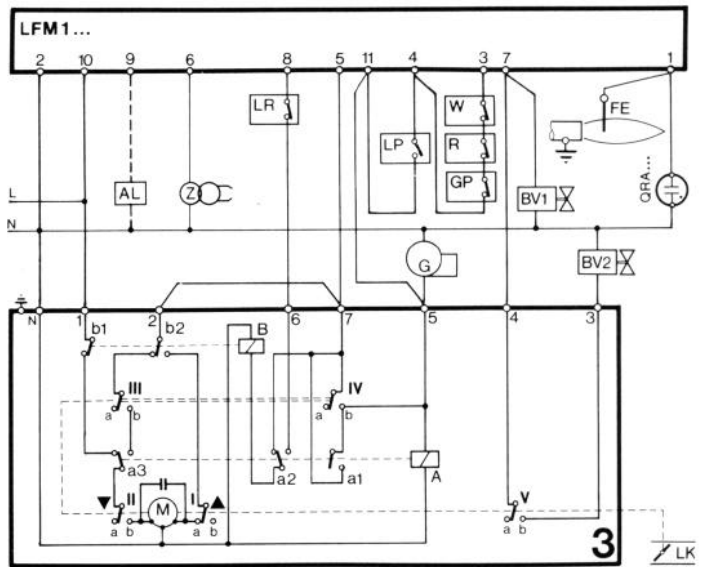 LFM1...
2 10 9 6 8 5 11 4 3 7 1
LR W FE
LP R
GP
L AL Z BV1 QRA...
N
G BV2
N 1 2 6 7 5 4 3
b1 b2 B
III IV
a b a b
a3 a2 a1 A
II M I V
a b a b a b
3
LK